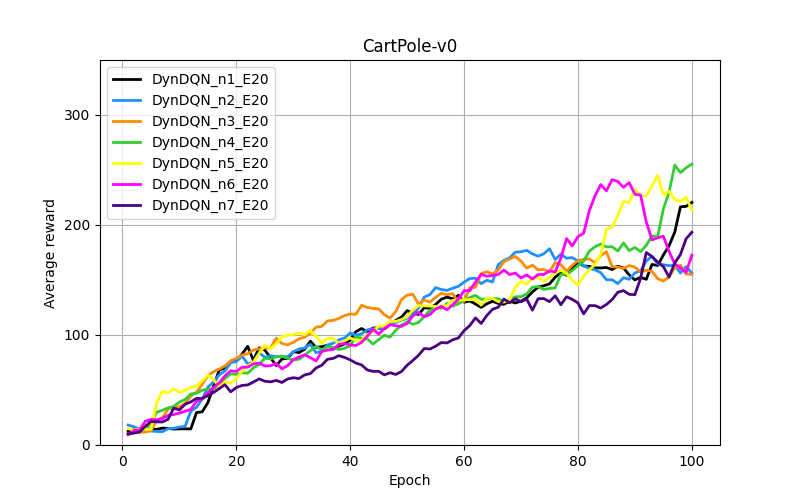 CartPole-v0
Average reward
300
200
100
0
DynDQN_n1_E20
DynDQN_n2_E20
DynDQN_n3_E20
DynDQN_n4_E20
DynDQN_n5_E20
DynDQN_n6_E20
DynDQN_n7_E20
0 20 40 60 80 100
Epoch